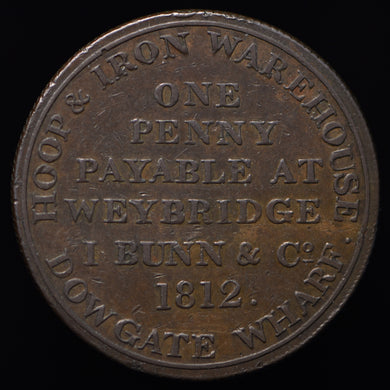 HOOP & IRON WAREHOUSE
DOWGATE WHARF.
ONE
PENNY
PAYABLE AT
WEYBRIDGE
I BUNN & Co.
1812.